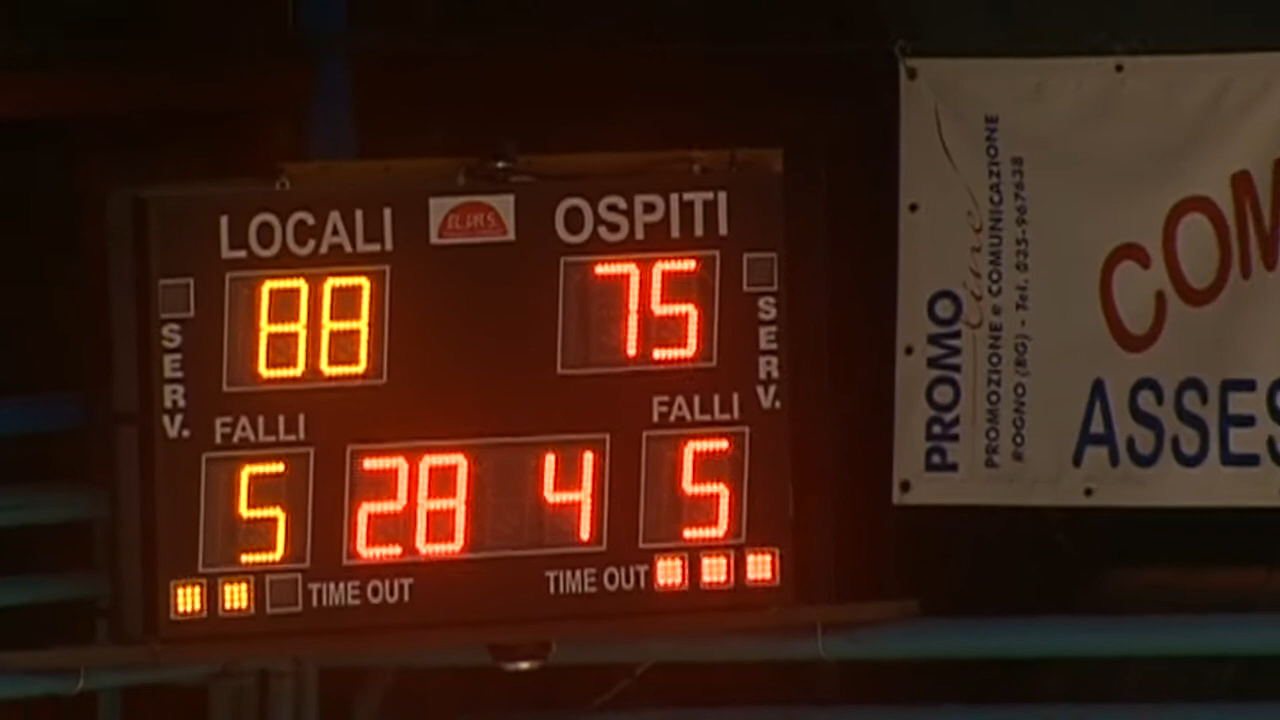 LOCALI
OSPITI
88
75
SERV.
SERV.
FALLI
FALLI
5
28 4
5
TIME OUT
TIME OUT
PROMO
line
PROMOZIONE e COMUNICAZIONE
ROGNO (BG) - Tel. 035-967638
COM
ASSES